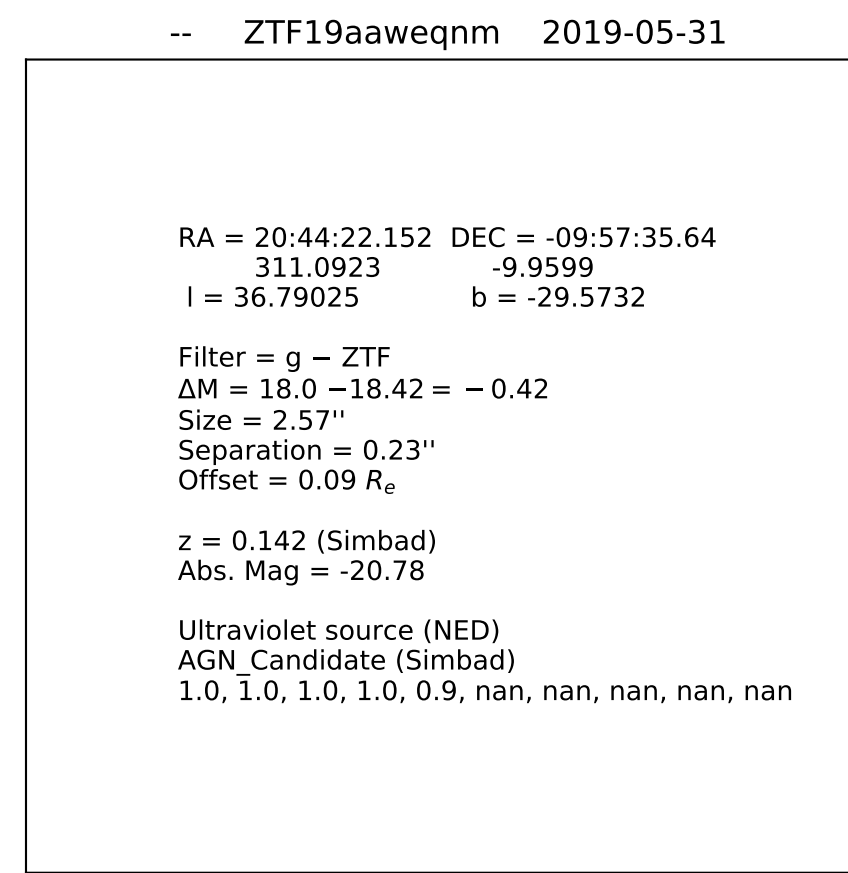 -- ZTF19aaweqnm 2019-05-31
RA = 20:44:22.152 DEC = -09:57:35.64
311.0923 -9.9599
l = 36.79025 b = -29.5732
Filter = g − ZTF
ΔM = 18.0 −18.42 = − 0.42
Size = 2.57''
Separation = 0.23''
Offset = 0.09 Re
z = 0.142 (Simbad)
Abs. Mag = -20.78
Ultraviolet source (NED)
AGN_Candidate (Simbad)
1.0, 1.0, 1.0, 1.0, 0.9, nan, nan, nan, nan, nan